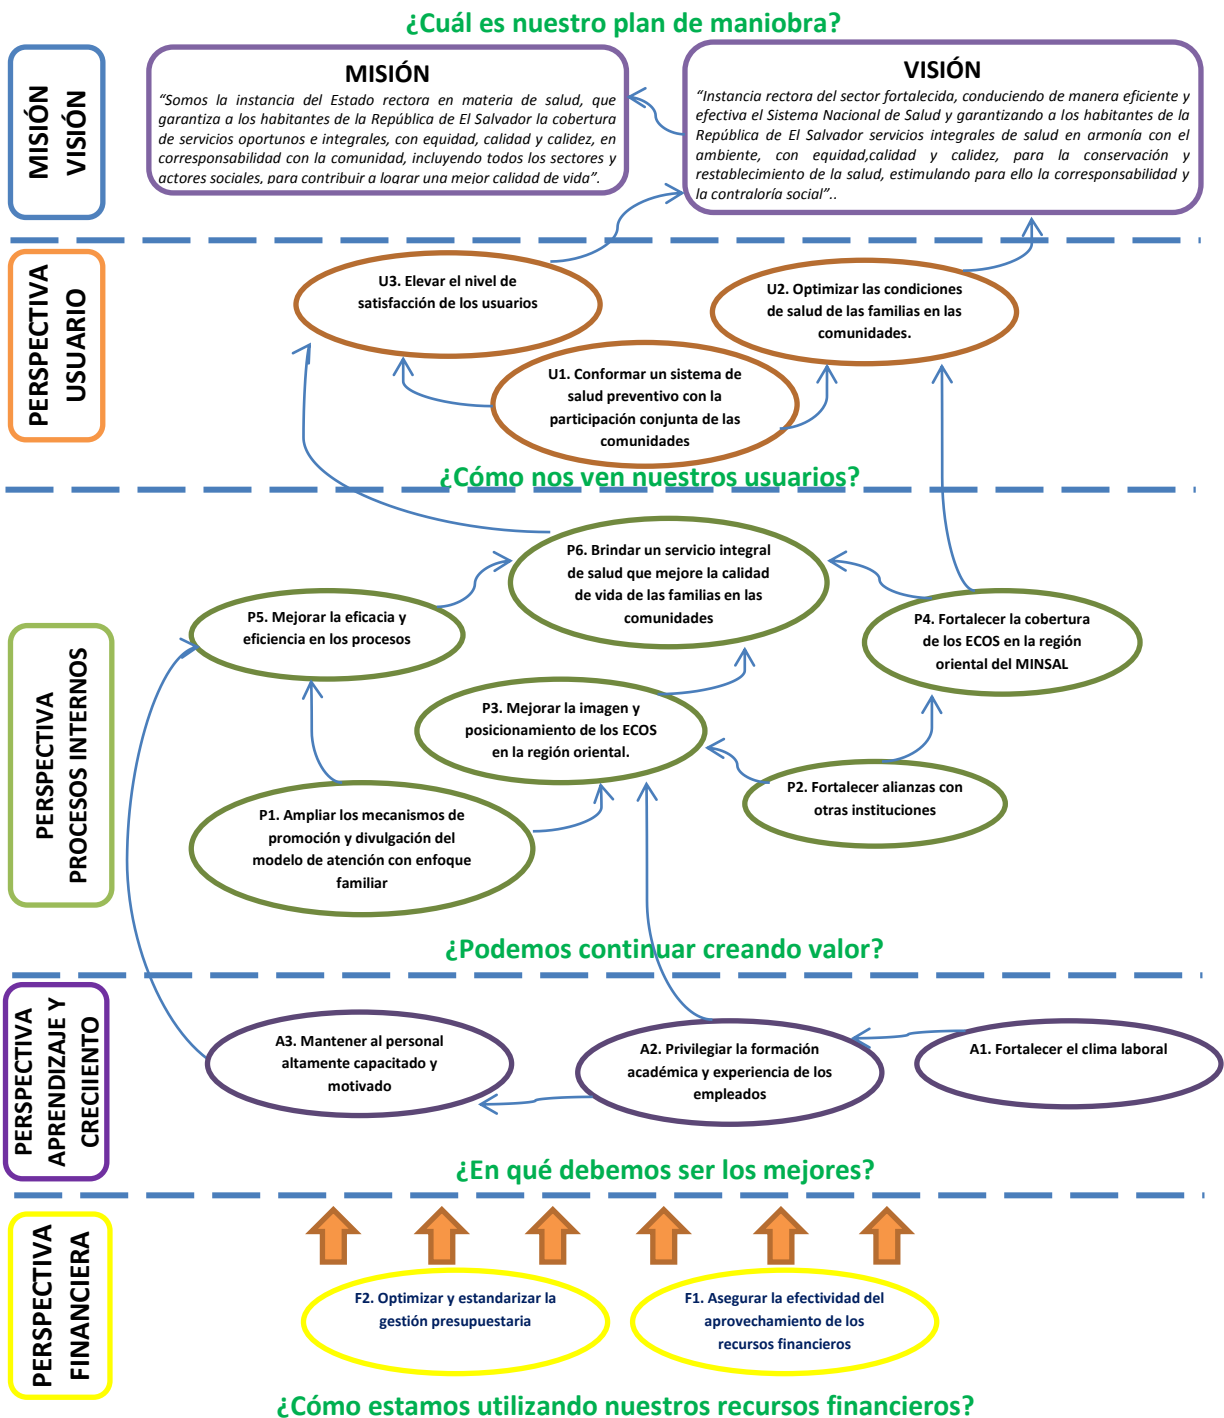 ¿Cuál es nuestro plan de maniobra?
MISIÓN
VISIÓN
MISIÓN
“Somos la instancia del Estado rectora en materia de salud, que
garantiza a los habitantes de la República de El Salvador la cobertura
de servicios oportunos e integrales, con equidad, calidad y calidez, en
corresponsabilidad con la comunidad, incluyendo todos los sectores y
actores sociales, para contribuir a lograr una mejor calidad de vida”.
VISIÓN
“Instancia rectora del sector fortalecida, conduciendo de manera eficiente y
efectiva el Sistema Nacional de Salud y garantizando a los habitantes de la
República de El Salvador servicios integrales de salud en armonía con el
ambiente, con equidad,calidad y calidez, para la conservación y
restablecimiento de la salud, estimulando para ello la corresponsabilidad y
la contraloría social”..
PERSPECTIVA
USUARIO
U3. Elevar el nivel de
satisfacción de los usuarios
U2. Optimizar las condiciones
de salud de las familias en las
comunidades.
U1. Conformar un sistema de
salud preventivo con la
participación conjunta de las
comunidades
¿Cómo nos ven nuestros usuarios?
PERSPECTIVA
PROCESOS INTERNOS
P6. Brindar un servicio integral
de salud que mejore la calidad
de vida de las familias en las
comunidades
P5. Mejorar la eficacia y
eficiencia en los procesos
P4. Fortalecer la cobertura
de los ECOS en la región
oriental del MINSAL
P3. Mejorar la imagen y
posicionamiento de los ECOS
en la región oriental.
P2. Fortalecer alianzas con
otras instituciones
P1. Ampliar los mecanismos de
promoción y divulgación del
modelo de atención con enfoque
familiar
¿Podemos continuar creando valor?
PERSPECTIVA
APRENDIZAJE Y
CRECIIENTO
A3. Mantener al personal
altamente capacitado y
motivado
A2. Privilegiar la formación
académica y experiencia de los
empleados
A1. Fortalecer el clima laboral
¿En qué debemos ser los mejores?
PERSPECTIVA
FINANCIERA
F2. Optimizar y estandarizar la
gestión presupuestaria
F1. Asegurar la efectividad del
aprovechamiento de los
recursos financieros
¿Cómo estamos utilizando nuestros recursos financieros?